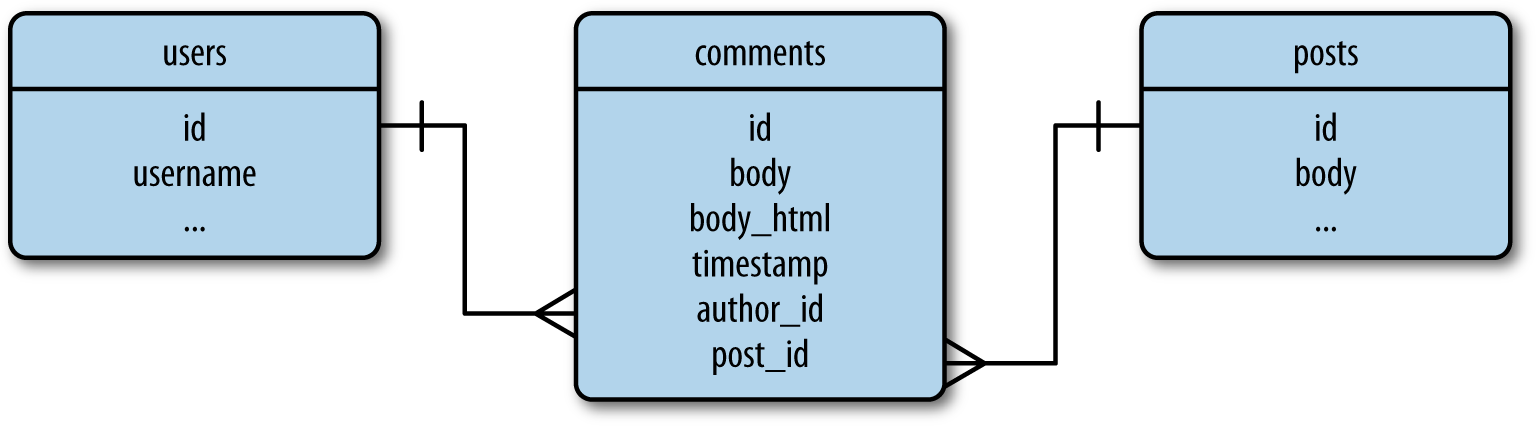 users
id
username
...
comments
id
body
body_html
timestamp
author_id
post_id
posts
id
body
...